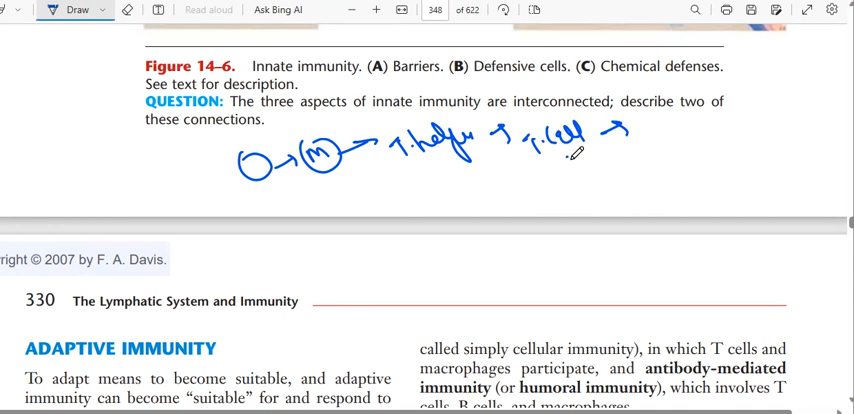 Draw
Read aloud
Ask Bing AI
348 of 622
Figure 14–6. Innate immunity. (A) Barriers. (B) Defensive cells. (C) Chemical defenses.
See text for description.
QUESTION: The three aspects of innate immunity are interconnected; describe two of
these connections.
M T. helper T. Cell
right © 2007 by F. A. Davis.
330 The Lymphatic System and Immunity
ADAPTIVE IMMUNITY
To adapt means to become suitable, and adaptive
immunity can become “suitable” for and respond to
called simply cellular immunity), in which T cells and
macrophages participate, and antibody-mediated
immunity (or humoral immunity), which involves T
cells, B cells, and macrophages.